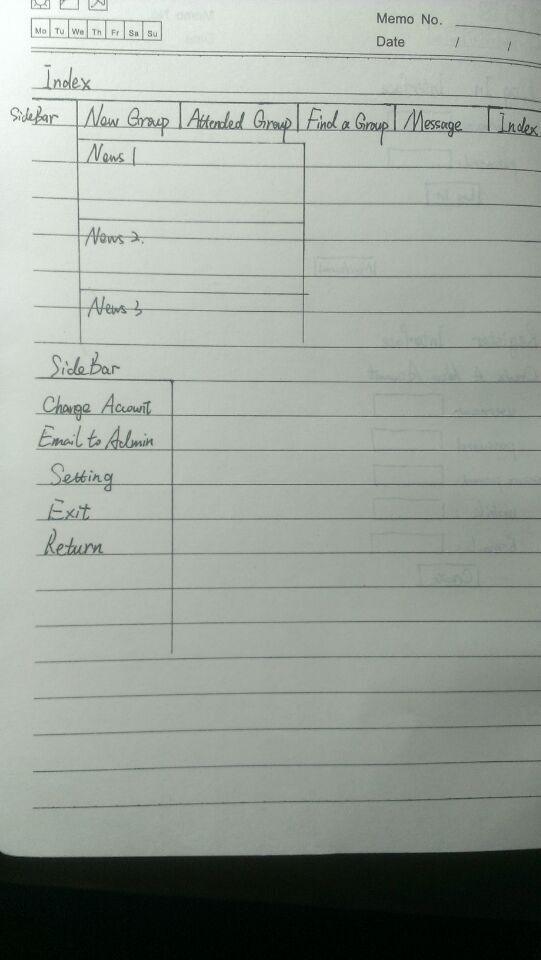 Memo No.
Mo Tu We Th Fr Sa Su
Date / /
Index
SideBar New Group Attended Group Find a Group Message Index
News 1
News 2.
News 3
SideBar
Change Account
Email to Admin
Setting
Exit
Return